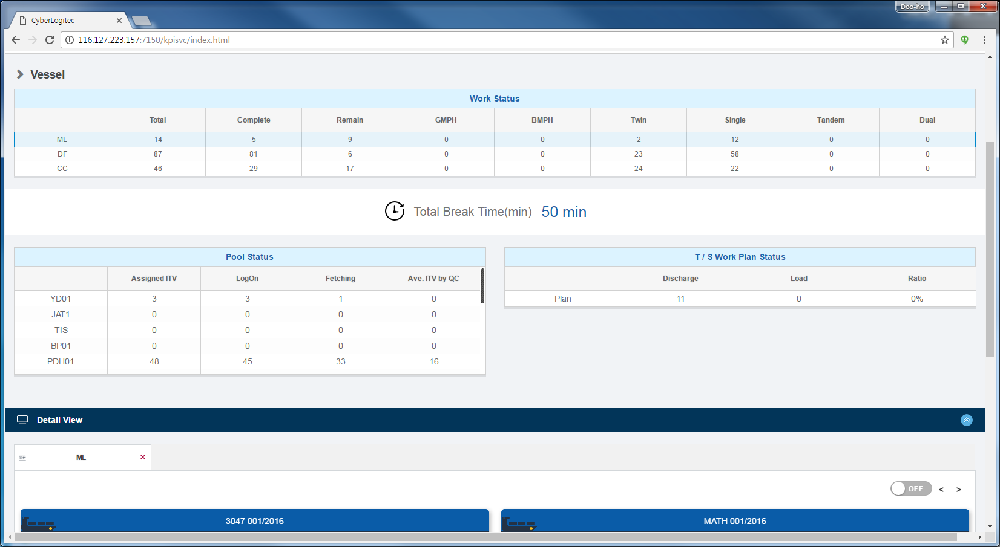 Doo-ho
CyberLogitec
116.127.223.157:7150/kpisvc/index.html
Vessel
Work Status
Total Complete Remain GMPH BMPH Twin Single Tandem Dual
ML 14 5 9 0 0 2 12 0 0
DF 87 81 6 0 0 23 58 0 0
CC 46 29 17 0 0 24 22 0 0
Total Break Time(min) 50 min
Pool Status
Assigned ITV LogOn Fetching Ave. ITV by QC
YD01 3 3 1 0
JAT1 0 0 0 0
TIS 0 0 0 0
BP01 0 0 0 0
PDH01 48 45 33 16
T / S Work Plan Status
Discharge Load Ratio
Plan 11 0 0%
Detail View
ML
OFF < >
3047 001/2016
MATH 001/2016